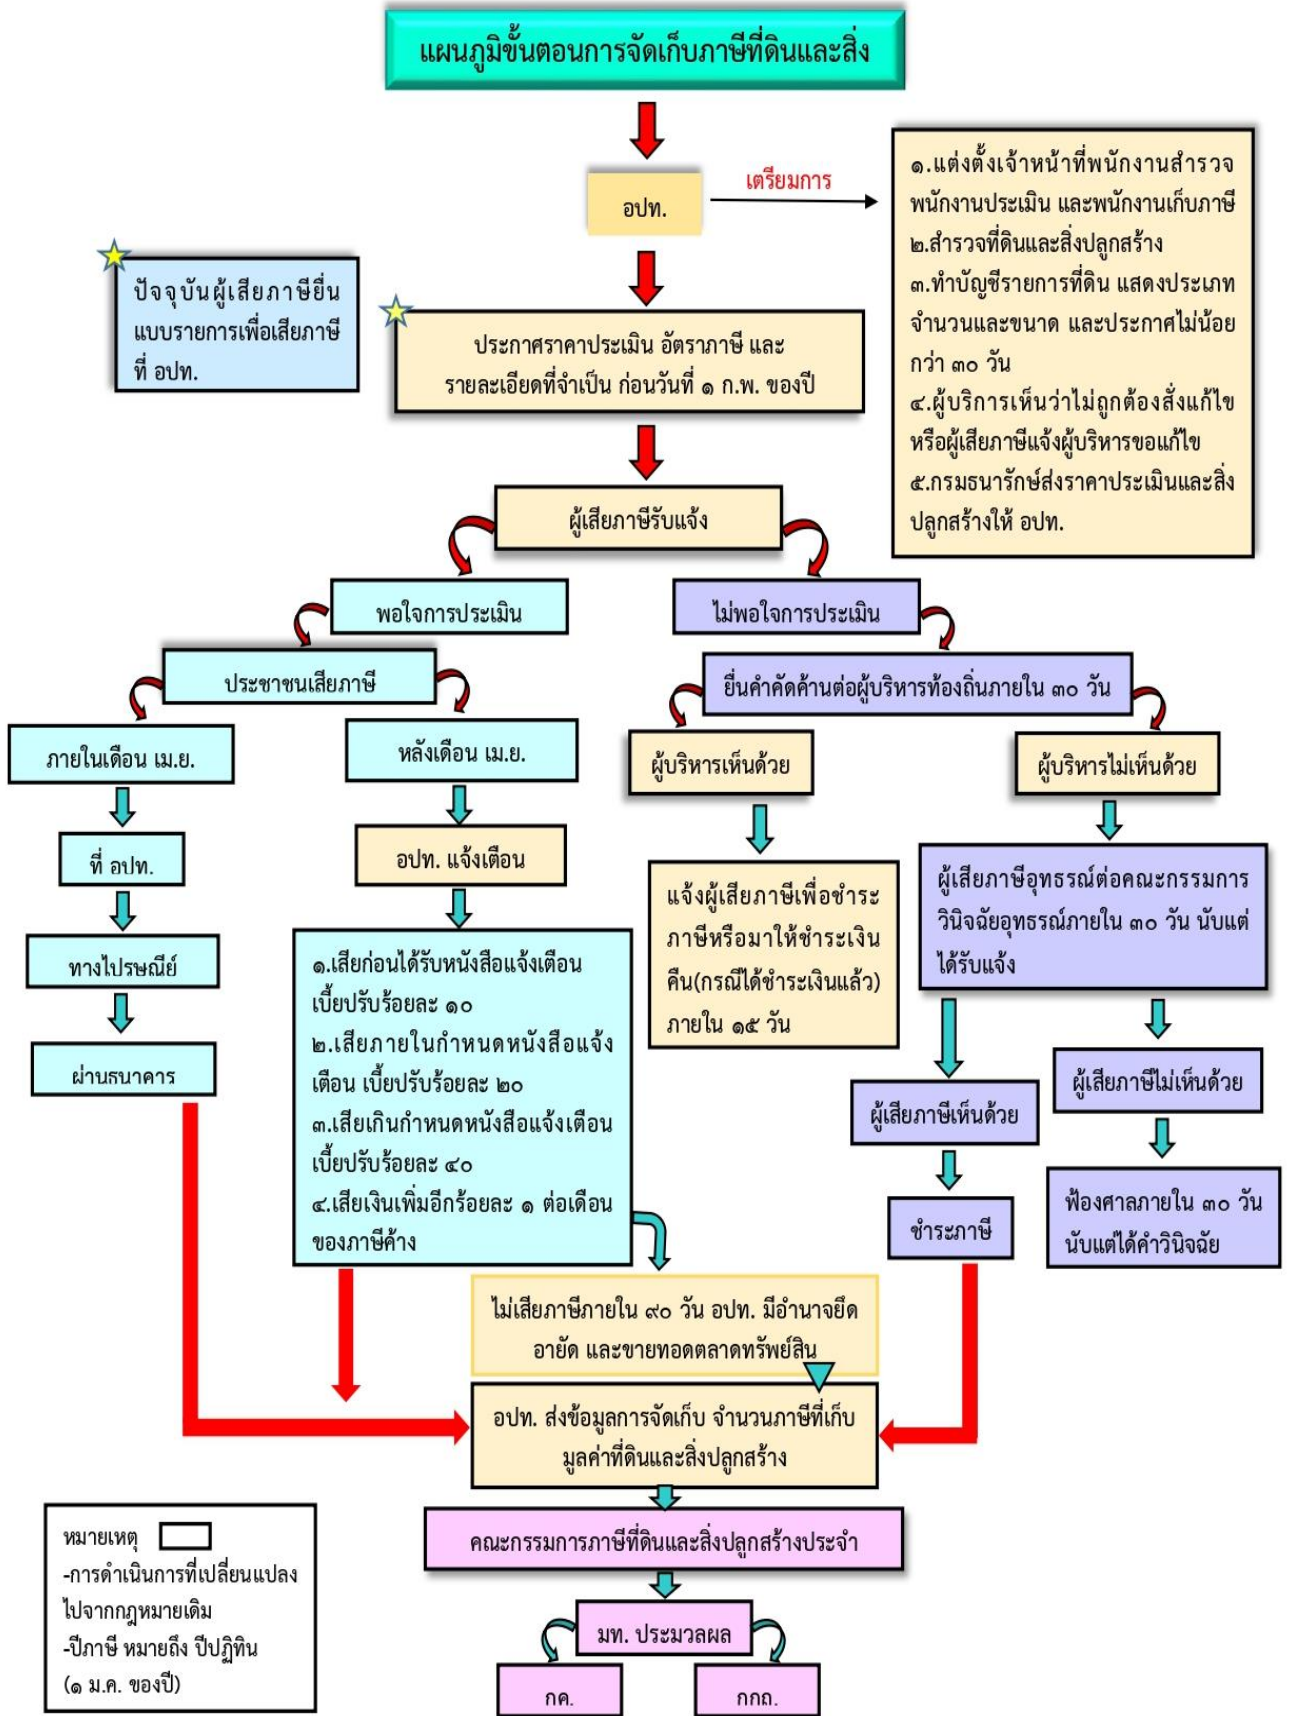 แผนภูมิขั้นตอนการจัดเก็บภาษีที่ดินและสิ่ง
อปท.
เตรียมการ
๑.แต่งตั้งเจ้าหน้าที่พนักงานสำรวจ
พนักงานประเมิน และพนักงานเก็บภาษี
๒.สำรวจที่ดินและสิ่งปลูกสร้าง
๓.ทำบัญชีรายการที่ดิน แสดงประเภท
จำนวนและขนาด และประกาศไม่น้อย
กว่า ๓๐ วัน
๔.ผู้บริการเห็นว่าไม่ถูกต้องสั่งแก้ไข
หรือผู้เสียภาษีแจ้งผู้บริหารขอแก้ไข
๕.กรมธนารักษ์ส่งราคาประเมินและสิ่ง
ปลูกสร้างให้ อปท.
ปัจจุบันผู้เสียภาษียื่น
แบบรายการเพื่อเสียภาษี
ที่ อปท.
ประกาศราคาประเมิน อัตราภาษี และ
รายละเอียดที่จำเป็น ก่อนวันที่ ๑ ก.พ. ของปี
ผู้เสียภาษีรับแจ้ง
พอใจการประเมิน
ไม่พอใจการประเมิน
ประชาชนเสียภาษี
ยื่นคำคัดค้านต่อผู้บริหารท้องถิ่นภายใน ๓๐ วัน
ภายในเดือน เม.ย.
หลังเดือน เม.ย.
ผู้บริหารเห็นด้วย
ผู้บริหารไม่เห็นด้วย
ที่ อปท.
อปท. แจ้งเตือน
แจ้งผู้เสียภาษีเพื่อชำระ
ภาษีหรือมาให้ชำระเงิน
คืน(กรณีได้ชำระเงินแล้ว)
ภายใน ๑๕ วัน
ผู้เสียภาษีอุทธรณ์ต่อคณะกรรมการ
วินิจฉัยอุทธรณ์ภายใน ๓๐ วัน นับแต่
ได้รับแจ้ง
ทางไปรษณีย์
ผ่านธนาคาร
๑.เสียก่อนได้รับหนังสือแจ้งเตือน
เบี้ยปรับร้อยละ ๑๐
๒.เสียภายในกำหนดหนังสือแจ้ง
เตือน เบี้ยปรับร้อยละ ๒๐
๓.เสียเกินกำหนดหนังสือแจ้งเตือน
เบี้ยปรับร้อยละ ๔๐
๔.เสียเงินเพิ่มอีกร้อยละ ๑ ต่อเดือน
ของภาษีค้าง
ผู้เสียภาษีเห็นด้วย
ผู้เสียภาษีไม่เห็นด้วย
ชำระภาษี
ฟ้องศาลภายใน ๓๐ วัน
นับแต่ได้คำวินิจฉัย
ไม่เสียภาษีภายใน ๙๐ วัน อปท. มีอำนาจยึด
อายัด และขายทอดตลาดทรัพย์สิน
อปท. ส่งข้อมูลการจัดเก็บ จำนวนภาษีที่เก็บ
มูลค่าที่ดินและสิ่งปลูกสร้าง
คณะกรรมการภาษีที่ดินและสิ่งปลูกสร้างประจำ
มท. ประมวลผล
กค.
กกถ.
หมายเหตุ
-การดำเนินการที่เปลี่ยนแปลง
ไปจากกฎหมายเดิม
-ปีภาษี หมายถึง ปีปฏิทิน
(๑ ม.ค. ของปี)